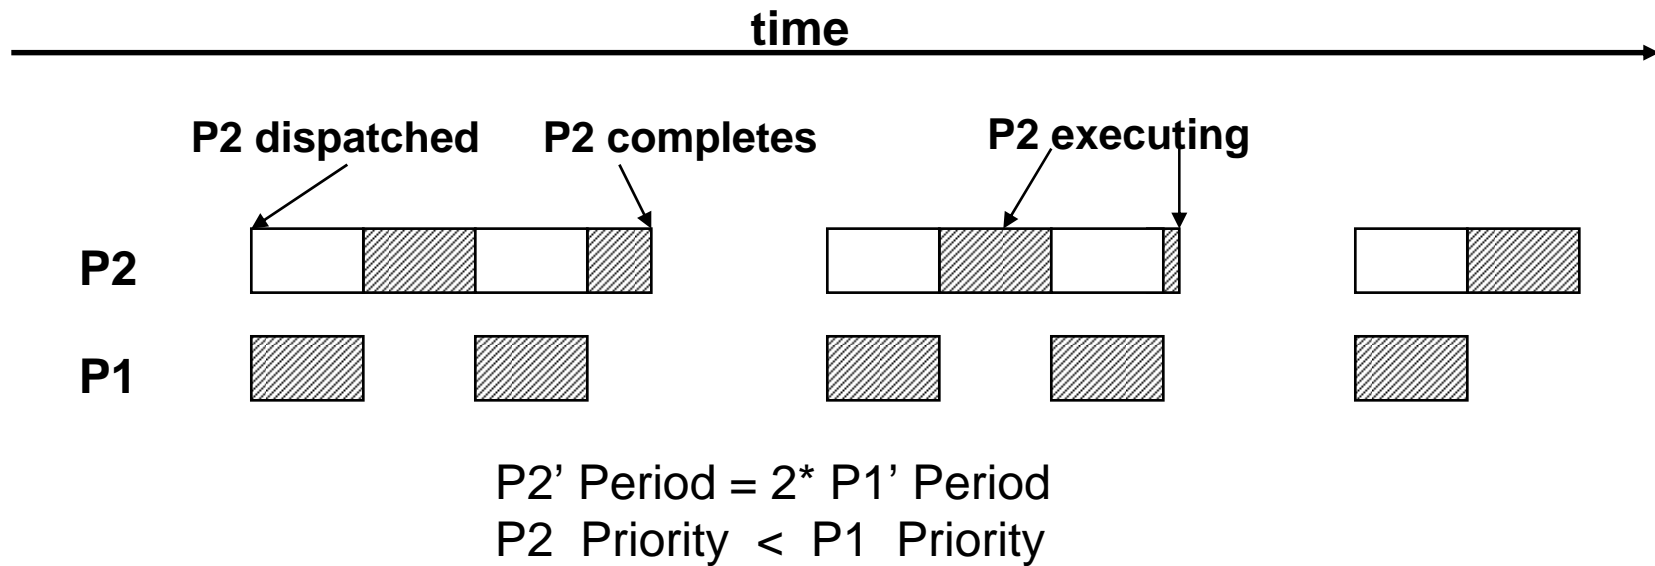 time
P2 dispatched P2 completes P2 executing
P2
P1
P2’ Period = 2* P1’ Period
P2 Priority < P1 Priority